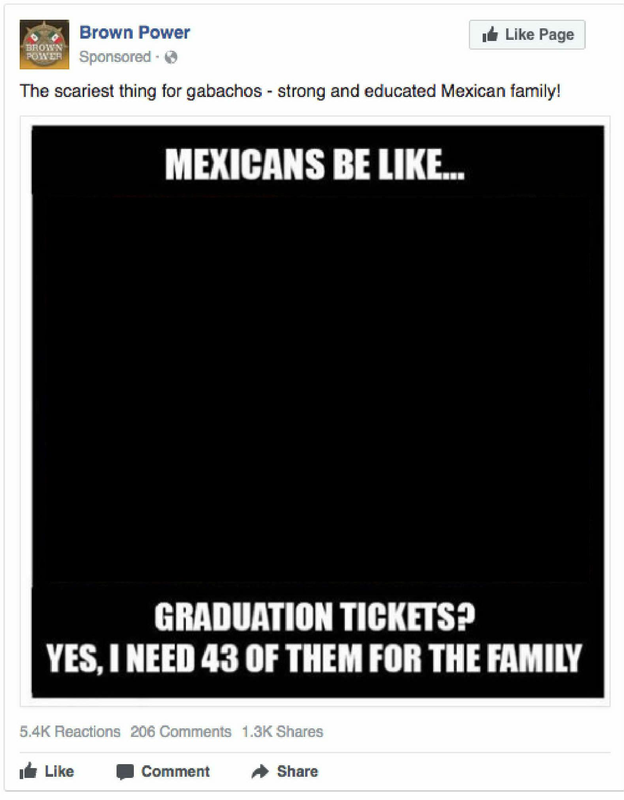 BROWN
POWER
Brown Power
Like Page
Sponsored ·
The scariest thing for gabachos - strong and educated Mexican family!
MEXICANS BE LIKE...
GRADUATION TICKETS?
YES, I NEED 43 OF THEM FOR THE FAMILY
5.4K Reactions 206 Comments 1.3K Shares
Like Comment Share